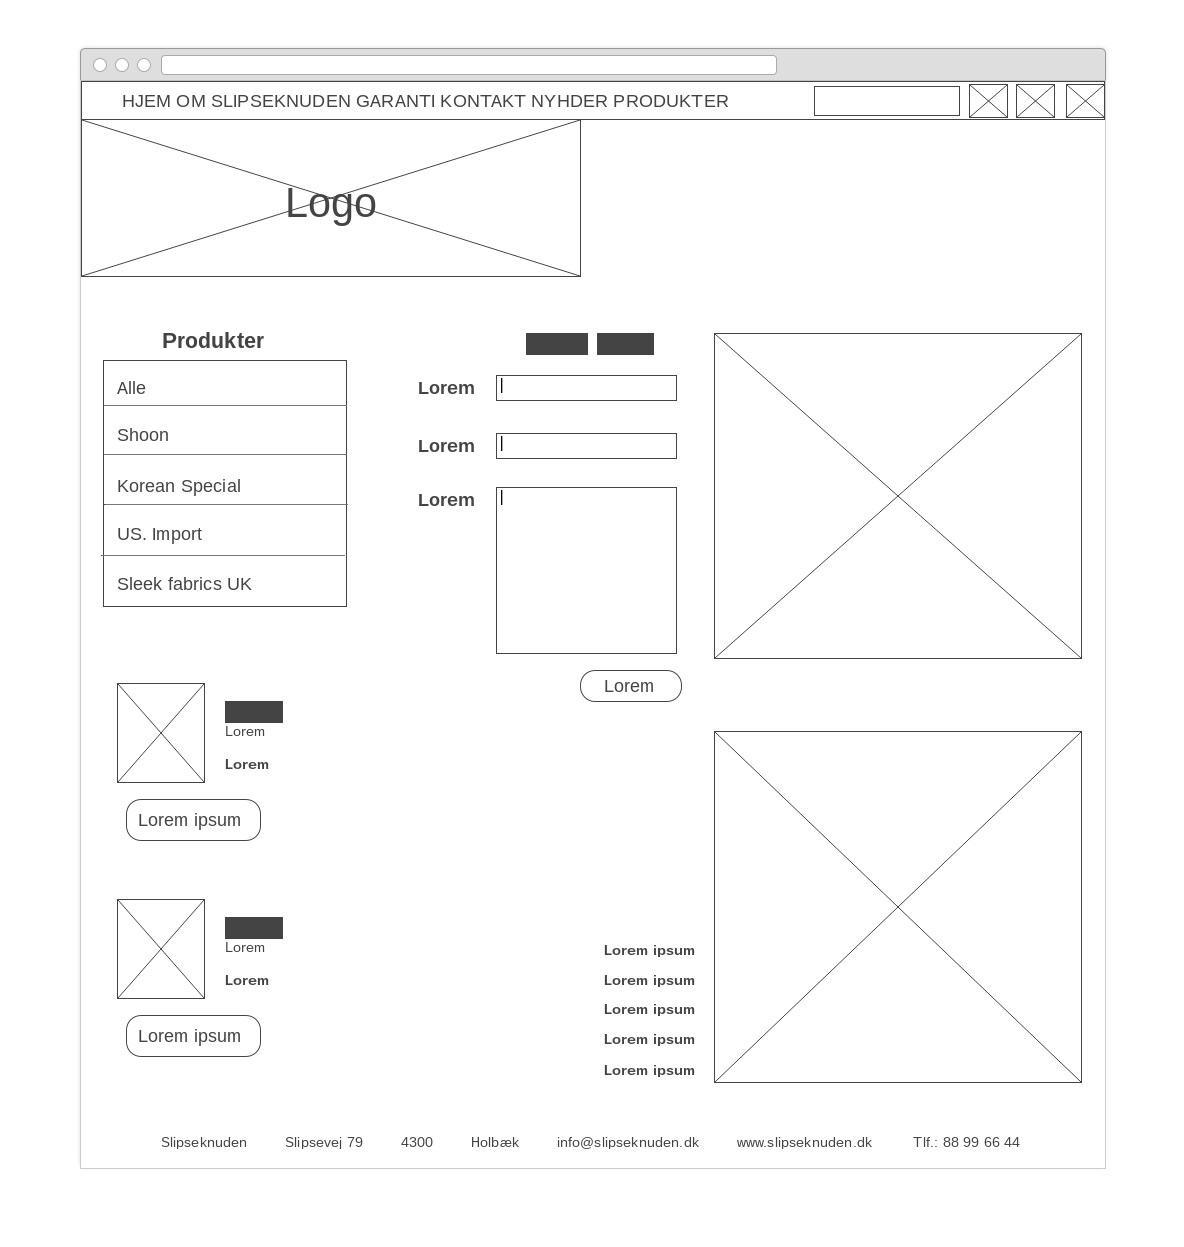 HJEM OM SLIPSEKNUDEN GARANTI KONTAKT NYHDER PRODUKTER
Logo
Produkter
Alle
Shoon
Korean Special
US. Import
Sleek fabrics UK
Lorem
Lorem
Lorem
Lorem
Lorem
Lorem
Lorem ipsum
Lorem
Lorem
Lorem ipsum
Lorem ipsum
Lorem ipsum
Lorem ipsum
Lorem ipsum
Lorem ipsum
Slipseknuden Slipsevej 79 4300 Holbæk info@slipseknuden.dk www.slipseknuden.dk Tlf.: 88 99 66 44